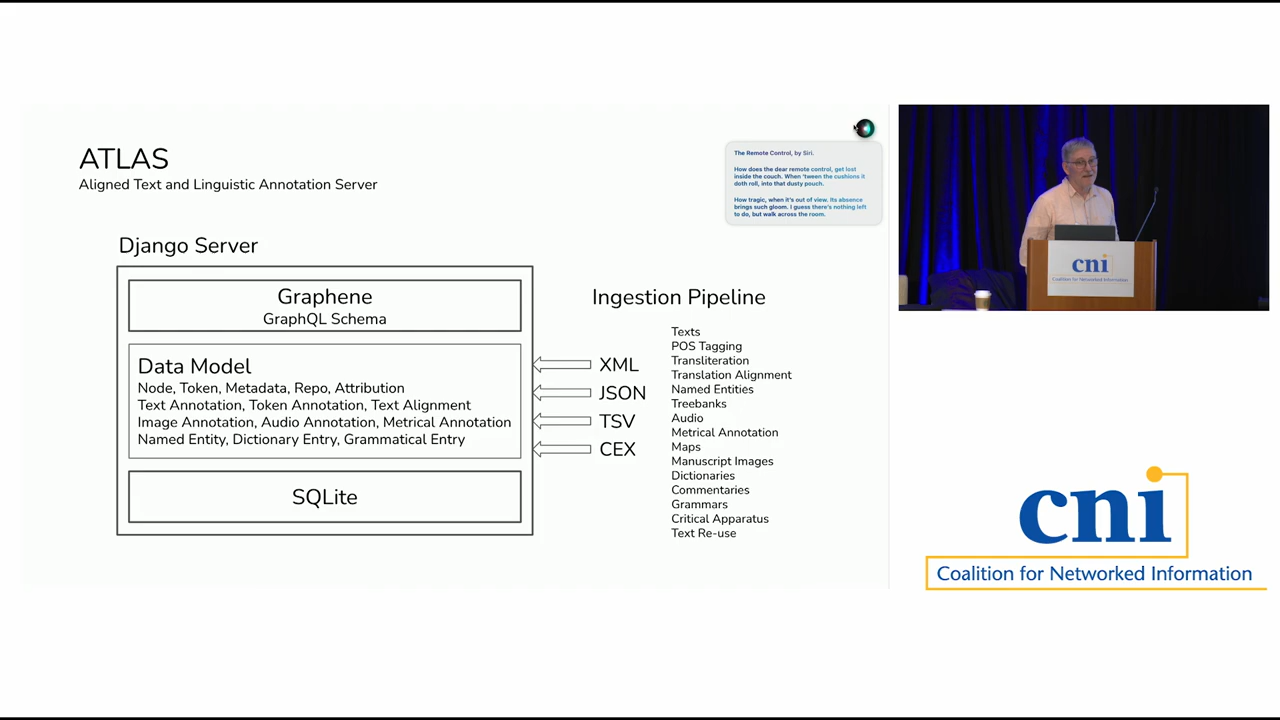 ATLAS
Aligned Text and Linguistic Annotation Server
The Remote Control, by Siri.
How does the dear remote control, get lost
inside the couch. When 'tween the cushions it
doth roll, into that dusty pouch.
How tragic, when it's out of view. Its absence
brings such gloom. I guess there's nothing left
to do, but walk across the room.
Django Server
Graphene
GraphQL Schema
Data Model
Node, Token, Metadata, Repo, Attribution
Text Annotation, Token Annotation, Text Alignment
Image Annotation, Audio Annotation, Metrical Annotation
Named Entity, Dictionary Entry, Grammatical Entry
SQLite
Ingestion Pipeline
XML
JSON
TSV
CEX
Texts
POS Tagging
Transliteration
Translation Alignment
Named Entities
Treebanks
Audio
Metrical Annotation
Maps
Manuscript Images
Dictionaries
Commentaries
Grammars
Critical Apparatus
Text Re-use
cni
Coalition for Networked Information
cni
Coalition for Networked Information